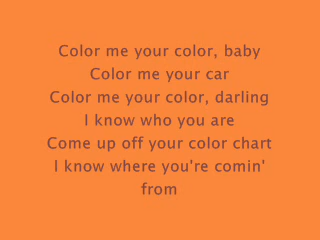 Color me your color, baby
Color me your car
Color me your color, darling
I know who you are
Come up off your color chart
I know where you're comin'
from